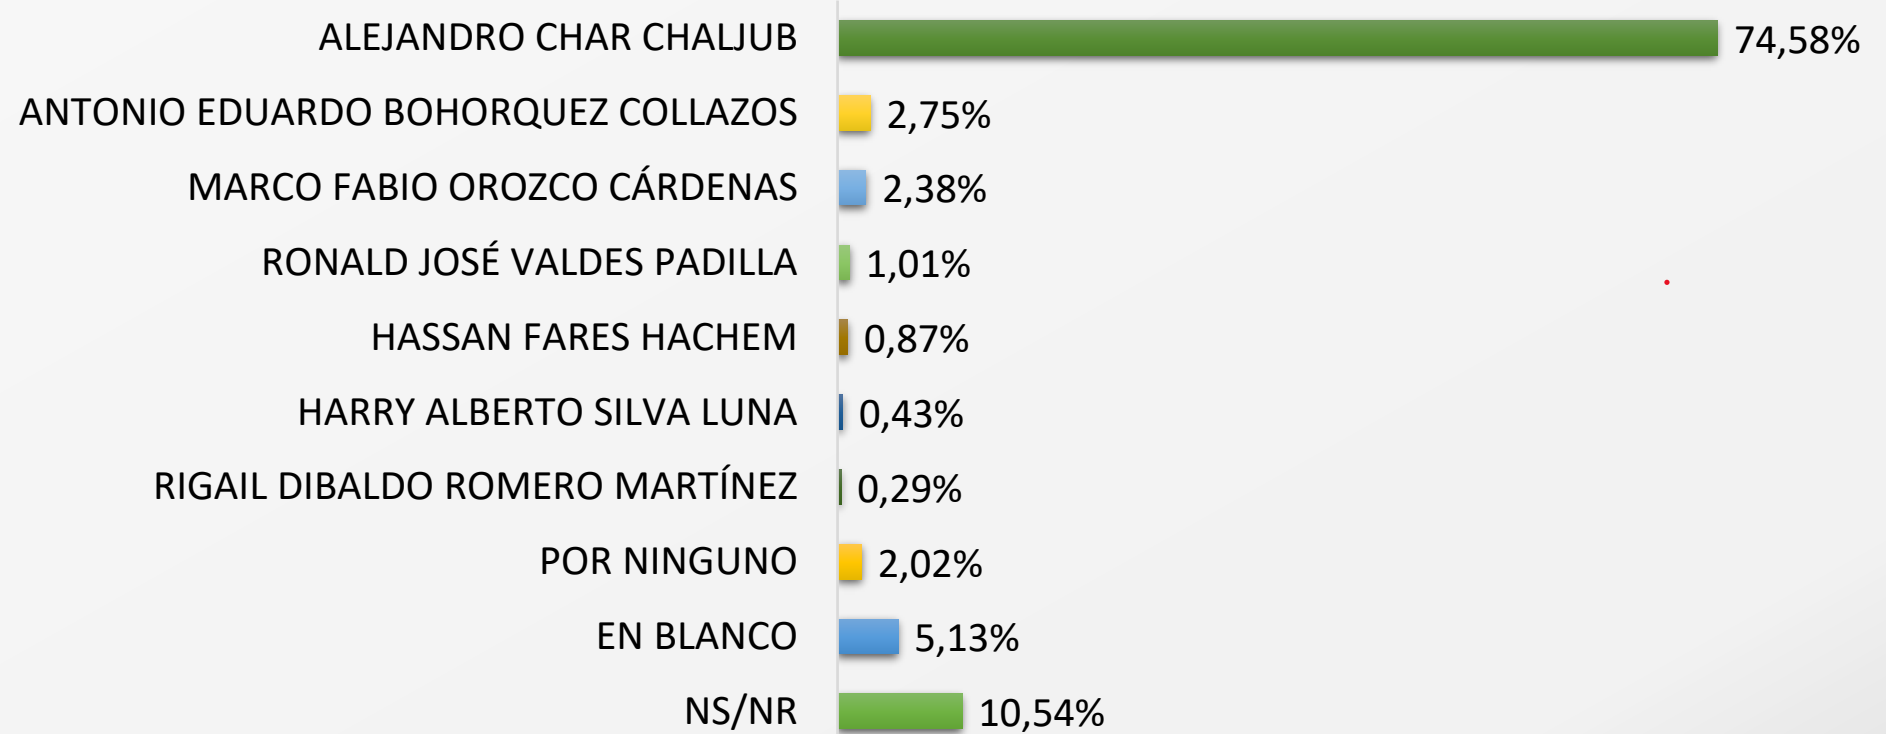 ALEJANDRO CHAR CHALJUB 74,58%
ANTONIO EDUARDO BOHORQUEZ COLLAZOS 2,75%
MARCO FABIO OROZCO CÁRDENAS 2,38%
RONALD JOSÉ VALDES PADILLA 1,01%
HASSAN FARES HACHEM 0,87%
HARRY ALBERTO SILVA LUNA 0,43%
RIGAIL DIBALDO ROMERO MARTÍNEZ 0,29%
POR NINGUNO 2,02%
EN BLANCO 5,13%
NS/NR 10,54%